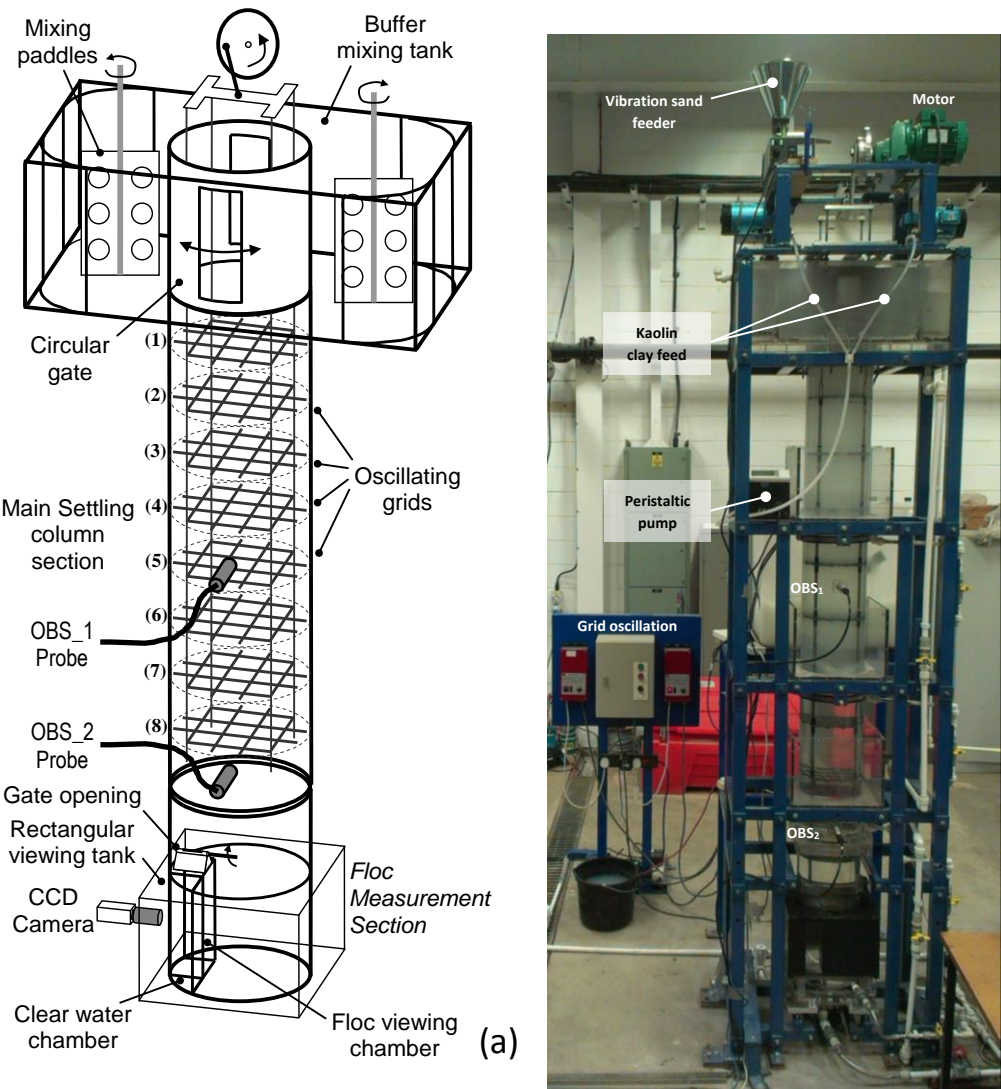 Mixing
paddles
Buffer
mixing tank
Circular
gate
(1)
(2)
(3)
(4)
(5)
(6)
(7)
(8)
Oscillating
grids
Main Settling
column
section
OBS_1
Probe
OBS_2
Probe
Gate opening
Rectangular
viewing tank
CCD
Camera
Floc
Measurement
Section
Clear water
chamber
Floc viewing
chamber
(a)
Vibration sand
feeder
Motor
Kaolin
clay feed
Peristaltic
pump
OBS₁
Grid oscillation
OBS₂